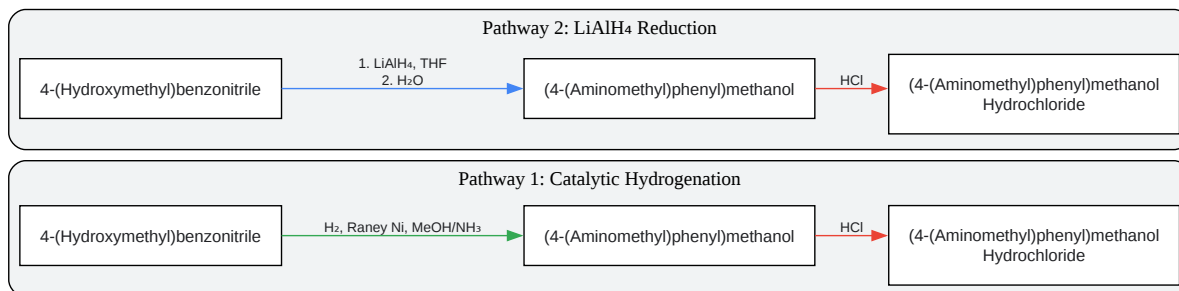 Pathway 2: LiAlH₄ Reduction
4-(Hydroxymethyl)benzonitrile
1. LiAlH₄, THF
2. H₂O
(4-(Aminomethyl)phenyl)methanol
HCl
(4-(Aminomethyl)phenyl)methanol
Hydrochloride
Pathway 1: Catalytic Hydrogenation
4-(Hydroxymethyl)benzonitrile
H₂, Raney Ni, MeOH/NH₃
(4-(Aminomethyl)phenyl)methanol
HCl
(4-(Aminomethyl)phenyl)methanol
Hydrochloride